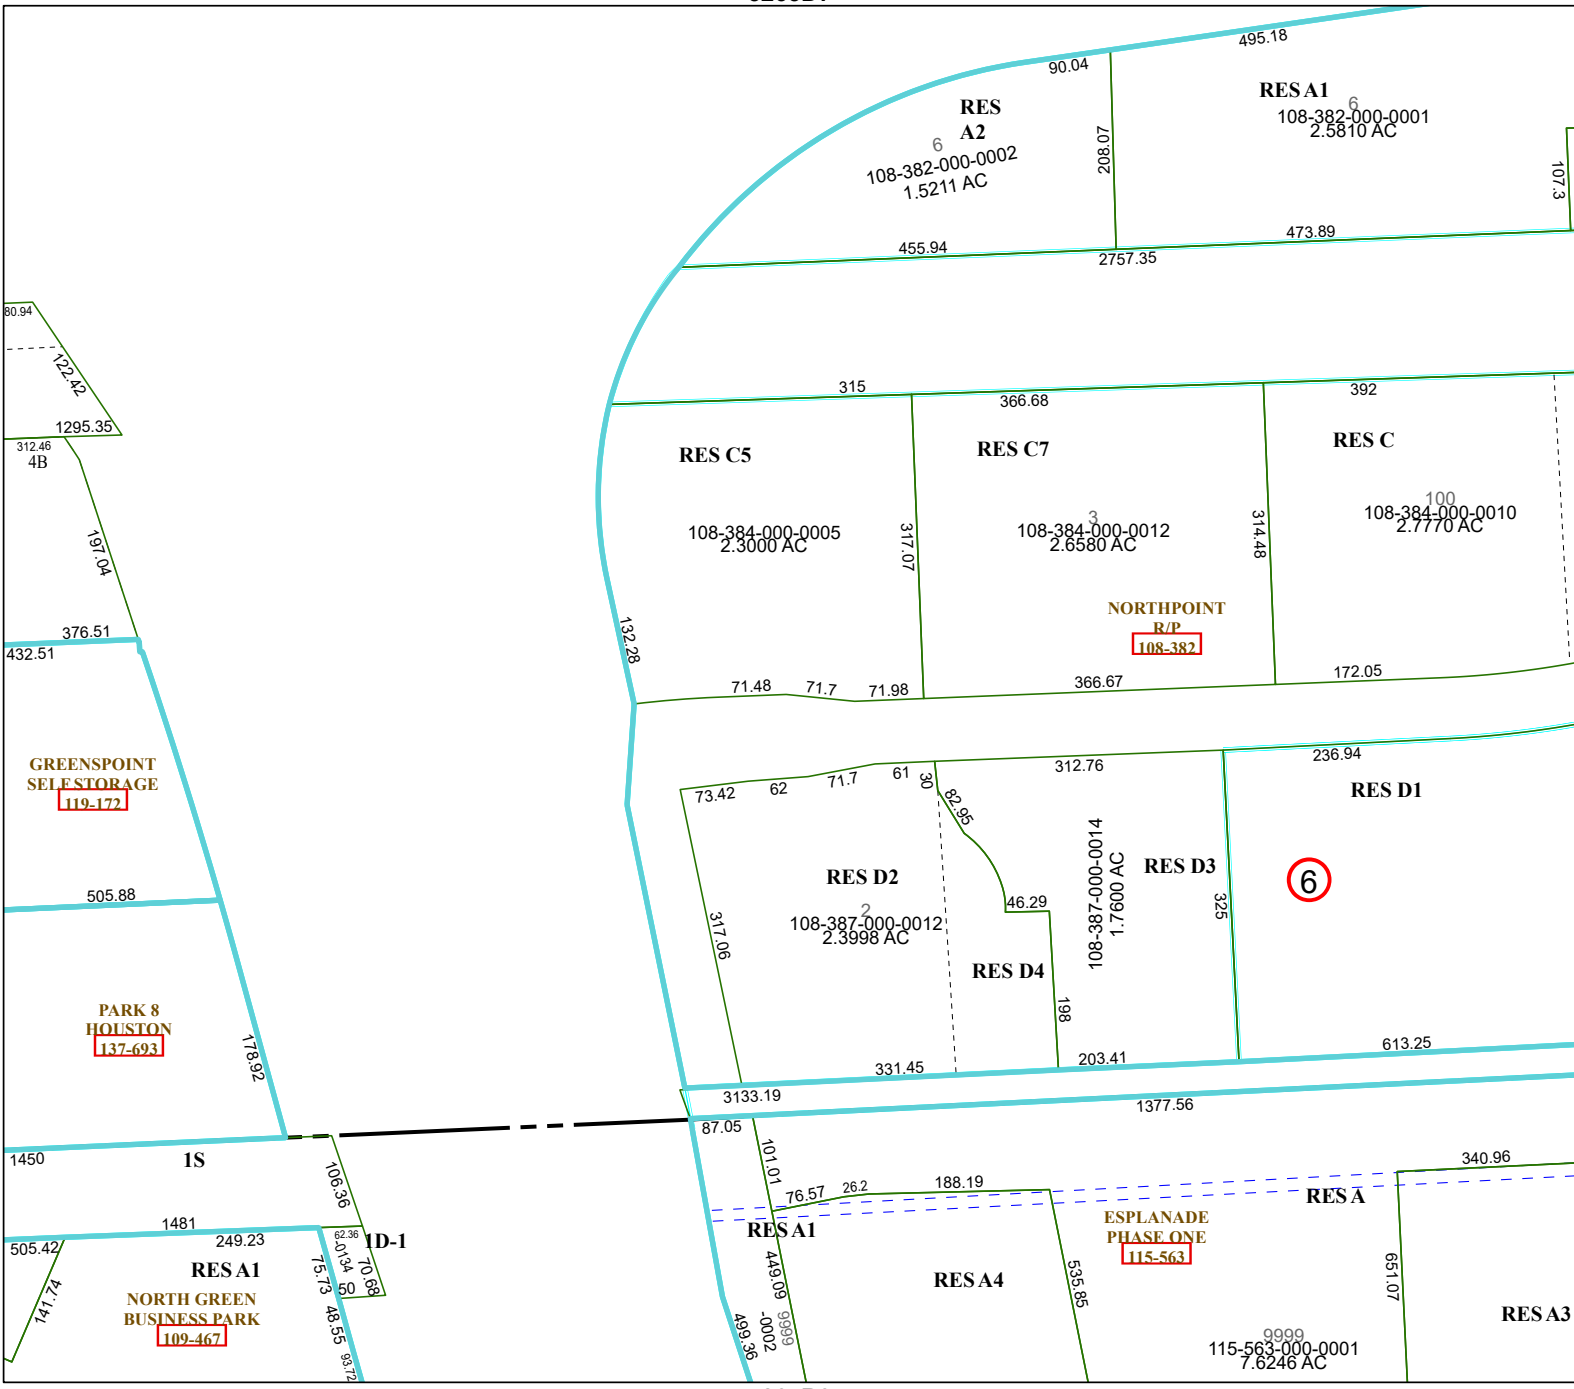 495.18
90.04
RES A1
6
108-382-000-0001
2.5810 AC
RES
A2
6
108-382-000-0002
1.5211 AC
208.07
107.3
473.89
455.94
2757.35
80.94
122.42
1295.35
312.46
4B
315
366.68
392
RES C5
RES C7
RES C
108-384-000-0005
2.3000 AC
3
108-384-000-0012
2.6580 AC
100
108-384-000-0010
2.7770 AC
317.07
314.48
197.04
NORTHPOINT
R/P
108-382
132.28
376.51
432.51
71.48
71.7
71.98
366.67
172.05
GREENSPOINT
SELF STORAGE
119-172
73.42
62
71.7
61
30
82.95
312.76
236.94
RES D1
108-387-000-0014
1.7600 AC
RES D3
6
325
RES D2
2
108-387-000-0012
2.3998 AC
46.29
RES D4
317.06
198
505.88
PARK 8
HOUSTON
137-693
178.92
331.45
203.41
613.25
3133.19
1377.56
87.05
1450
1S
106.36
101.01
76.57
26.2
188.19
340.96
RES A
RES A1
ESPLANADE
PHASE ONE
115-563
1481
505.42
249.23
62.36
-0134
1D-1
70.68
50
75.73
48.55
93.72
141.74
RES A1
NORTH GREEN
BUSINESS PARK
109-467
449.09
499.36
-0002
9999
RES A4
535.85
651.07
RES A3
9999
115-563-000-0001
7.6246 AC